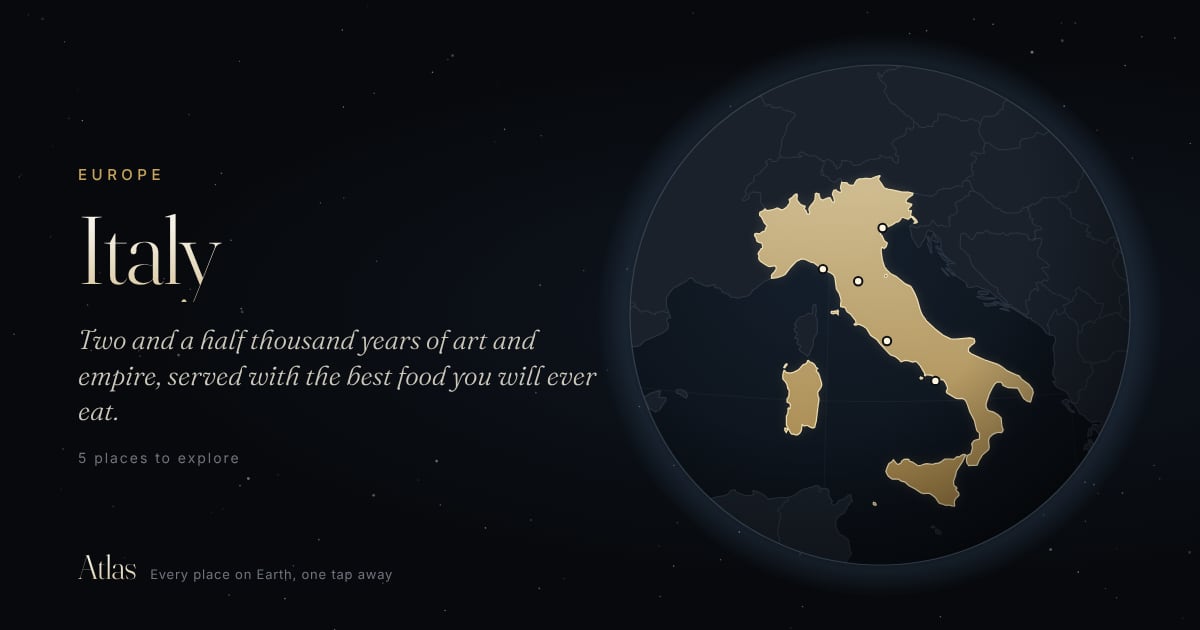 EUROPE
Italy
Two and a half thousand years of art and
empire, served with the best food you will ever
eat.
5 places to explore
Atlas Every place on Earth, one tap away